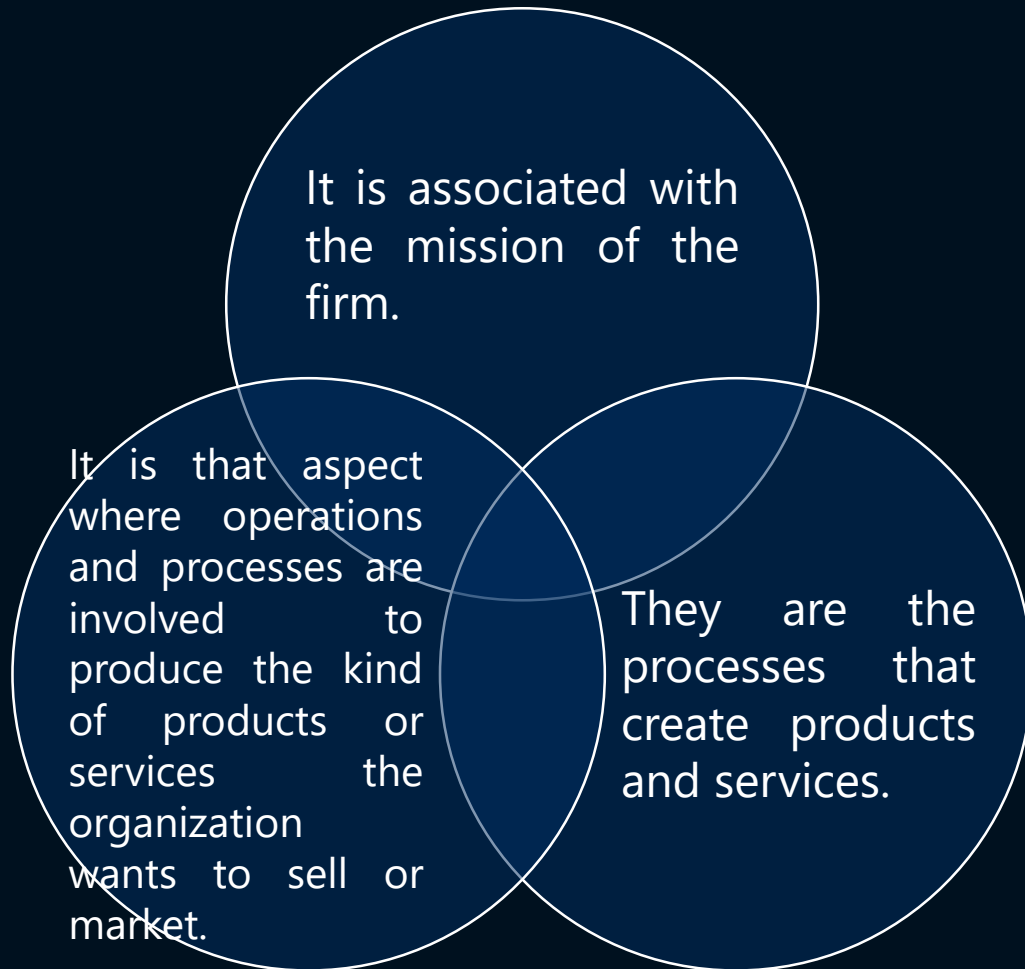 It is associated with
the mission of the
firm.
It is that aspect
where operations
and processes are
involved to
produce the kind
of products or
services the
organization
wants to sell or
market.
They are the
processes that
create products
and services.